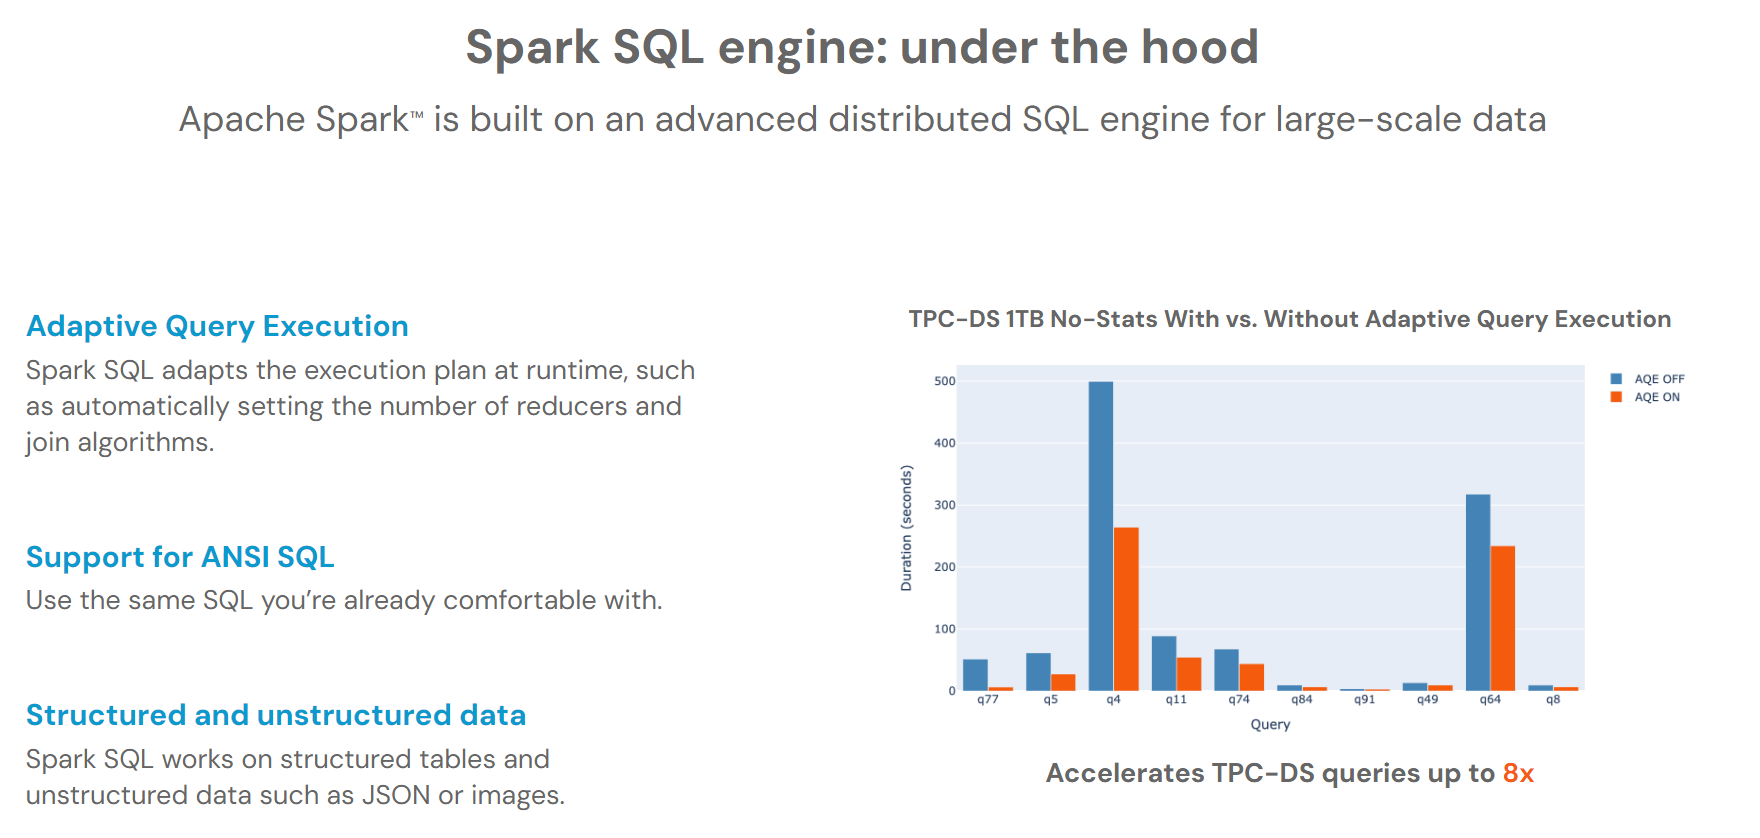 Spark SQL engine: under the hood
Apache Spark™ is built on an advanced distributed SQL engine for large-scale data
Adaptive Query Execution
Spark SQL adapts the execution plan at runtime, such
as automatically setting the number of reducers and
join algorithms.
Support for ANSI SQL
Use the same SQL you’re already comfortable with.
Structured and unstructured data
Spark SQL works on structured tables and
unstructured data such as JSON or images.
TPC-DS 1TB No-Stats With vs. Without Adaptive Query Execution
500
400
300
200
100
0
Duration (seconds)
q77 q5 q4 q11 q74 q84 q91 q49 q64 q8
Query
AQE OFF
AQE ON
Accelerates TPC-DS queries up to 8x